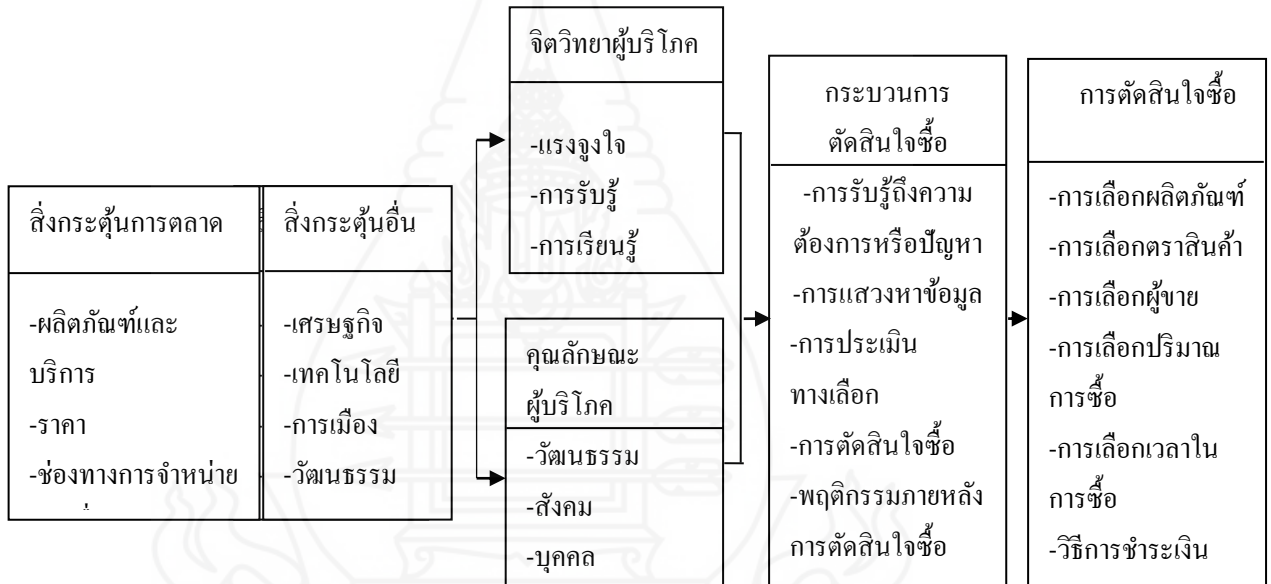 สิ่งกระตุ้นการตลาด
-ผลิตภัณฑ์และ
บริการ
-ราคา
-ช่องทางการจำหน่าย
สิ่งกระตุ้นอื่น
-เศรษฐกิจ
-เทคโนโลยี
-การเมือง
-วัฒนธรรม
จิตวิทยาผู้บริโภค
-แรงจูงใจ
-การรับรู้
-การเรียนรู้
คุณลักษณะ
ผู้บริโภค
-วัฒนธรรม
-สังคม
-บุคคล
กระบวนการ
ตัดสินใจซื้อ
-การรับรู้ถึงความ
ต้องการหรือปัญหา
-การแสวงหาข้อมูล
-การประเมิน
ทางเลือก
-การตัดสินใจซื้อ
-พฤติกรรมภายหลัง
การตัดสินใจซื้อ
การตัดสินใจซื้อ
-การเลือกผลิตภัณฑ์
-การเลือกตราสินค้า
-การเลือกผู้ขาย
-การเลือกปริมาณ
การซื้อ
-การเลือกเวลาใน
การซื้อ
-วิธีการชำระเงิน